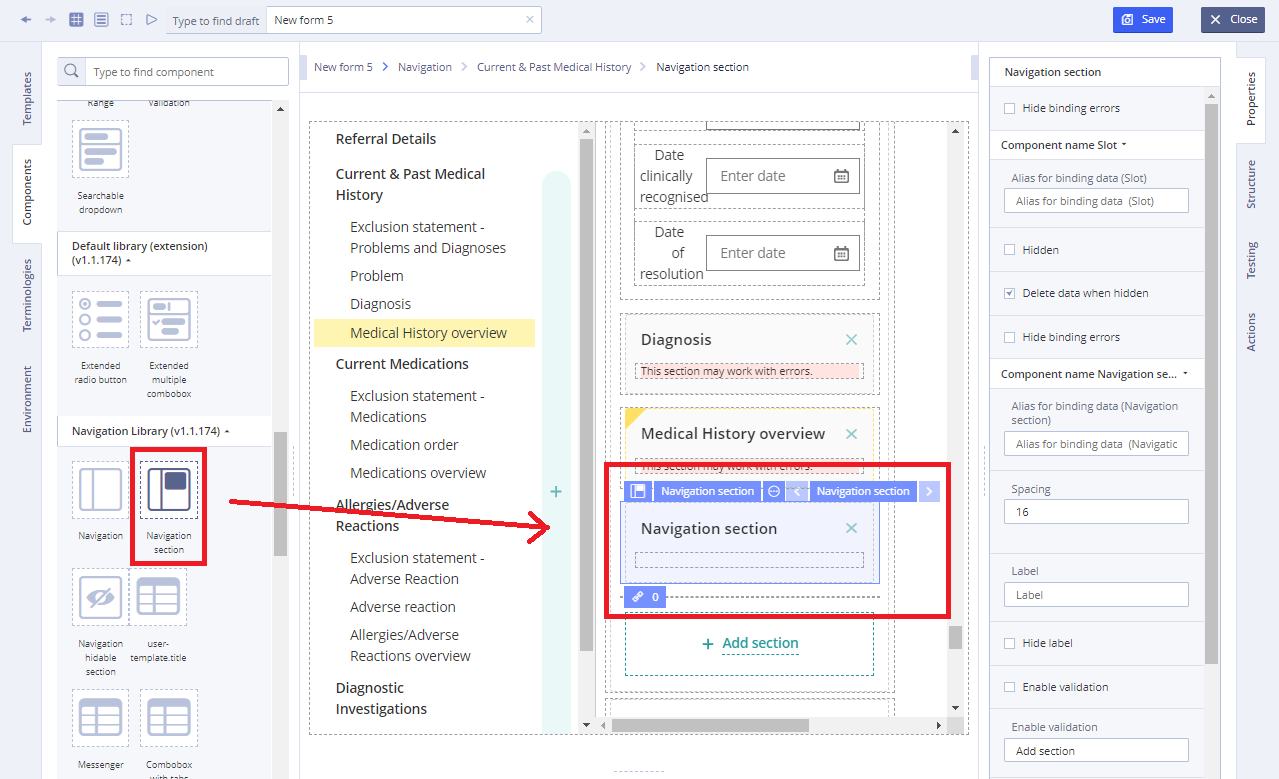 Type to find draft
New form 5
Save
Close
Templates
Components
Terminologies
Environment
Type to find component
Range
Validation
Searchable
dropdown
Default library (extension)
(v1.1.174)
Extended
radio button
Extended
multiple
combobox
Navigation Library (v1.1.174)
Navigation
Navigation
section
Navigation
hidable
section
user-
template.title
Messenger
Combobox
with tabs
New form 5
Navigation
Current & Past Medical History
Navigation section
Referral Details
Current & Past Medical
History
Exclusion statement -
Problems and Diagnoses
Problem
Diagnosis
Medical History overview
Current Medications
Exclusion statement -
Medications
Medication order
Medications overview
Allergies/Adverse
Reactions
Exclusion statement -
Adverse Reaction
Adverse reaction
Allergies/Adverse
Reactions overview
Diagnostic
Investigations
Date
clinically
recognised
Enter date
Date
of
resolution
Enter date
Diagnosis
This section may work with errors.
Medical History overview
This section may work with errors.
Navigation section
Navigation section
Navigation section
0
Add section
Navigation section
Hide binding errors
Component name Slot
Alias for binding data (Slot)
Alias for binding data (Slot)
Hidden
Delete data when hidden
Hide binding errors
Component name Navigation se...
Alias for binding data (Navigation
section)
Alias for binding data (Navigatic
Spacing
16
Label
Label
Hide label
Enable validation
Enable validation
Add section
Properties
Structure
Testing
Actions